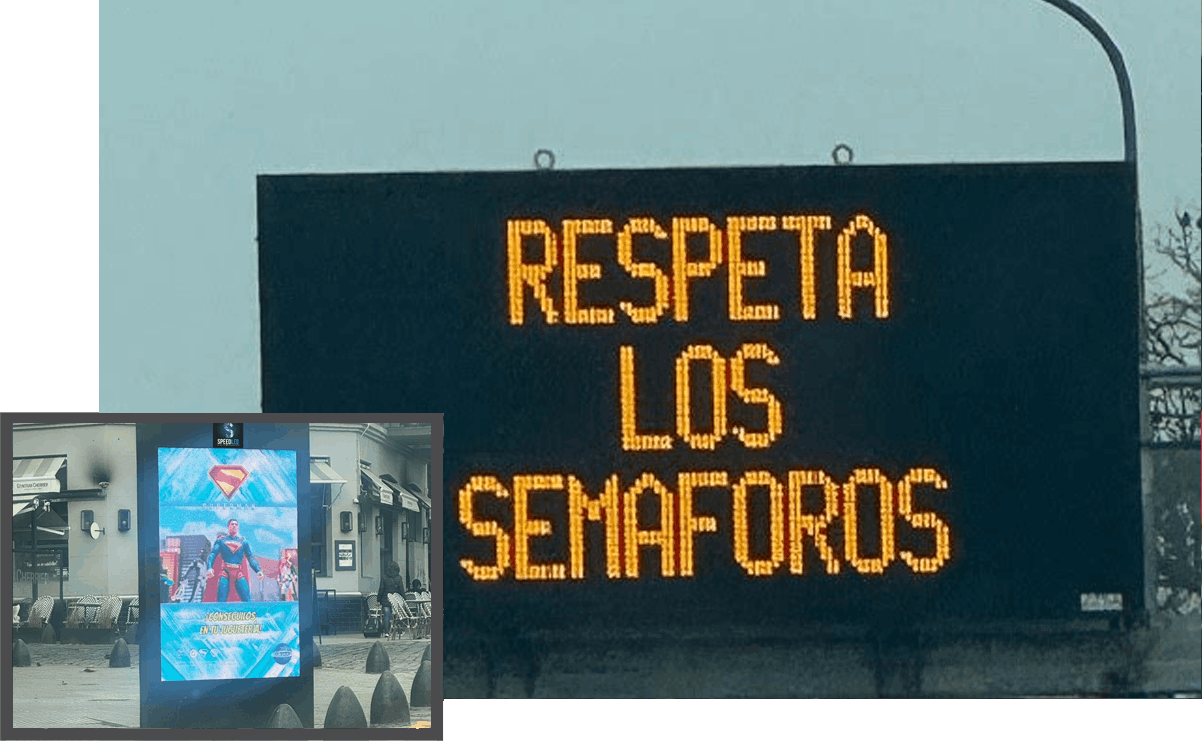 RESPETA
LOS
SEMAFOROS
SPEEDLED
¡CONSEGUILOS
EN TU JUGUETERÍA!